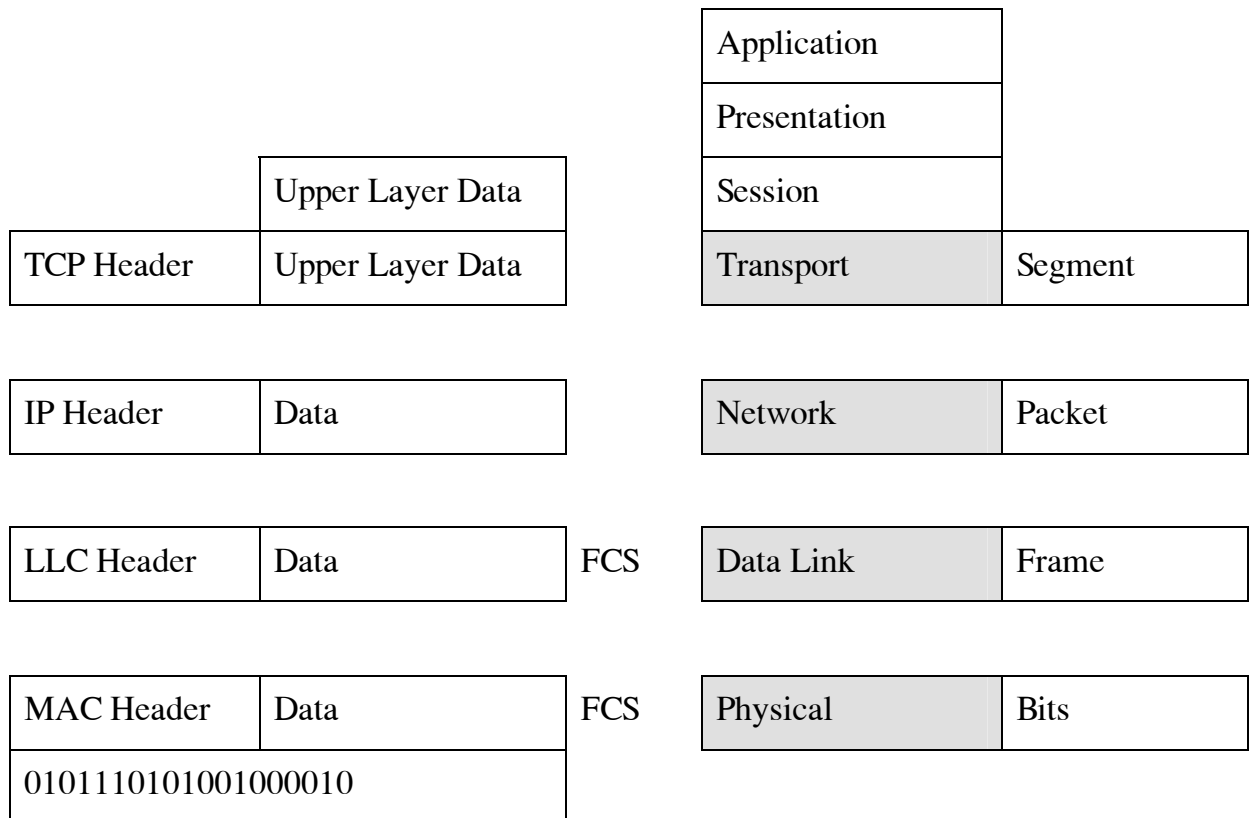 Application
Presentation
Upper Layer Data Session
TCP Header Upper Layer Data Transport Segment
IP Header Data Network Packet
LLC Header Data FCS Data Link Frame
MAC Header Data FCS Physical Bits
0101110101001000010